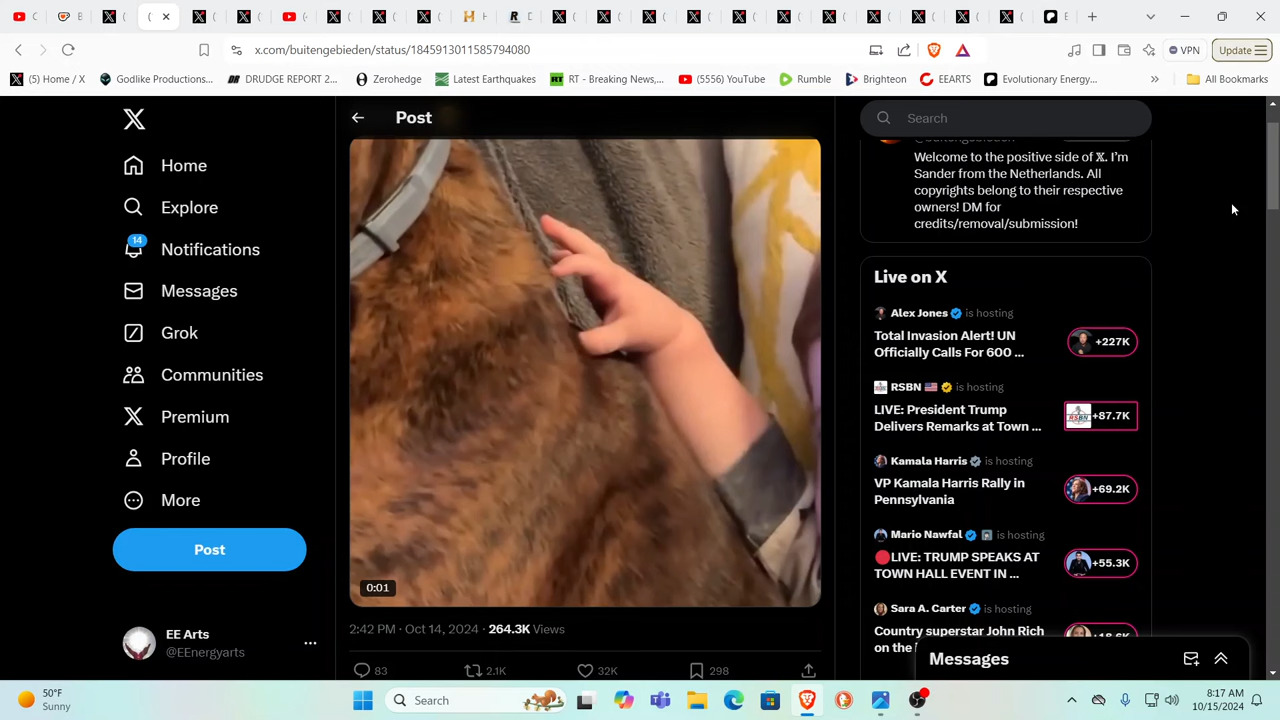 x.com/buitengebieden/status/1845913011585794080
VPN
Update
(5) Home / X
Godlike Productions...
DRUDGE REPORT 2...
Zerohedge
Latest Earthquakes
RT - Breaking News,...
(5556) YouTube
Rumble
Brighteon
EEARTS
Evolutionary Energy...
All Bookmarks
Home
Explore
14
Notifications
Messages
Grok
Communities
Premium
Profile
More
Post
EE Arts
@EEnergyarts
Post
0:01
2:42 PM · Oct 14, 2024 · 264.3K Views
83
2.1K
32K
298
Search
Welcome to the positive side of 𝕏. I’m
Sander from the Netherlands. All
copyrights belong to their respective
owners! DM for
credits/removal/submission!
Live on X
Alex Jones is hosting
Total Invasion Alert! UN
Officially Calls For 600 ...
+227K
RSBN 🇺🇸 is hosting
LIVE: President Trump
Delivers Remarks at Town ...
+87.7K
Kamala Harris is hosting
VP Kamala Harris Rally in
Pennsylvania
+69.2K
Mario Nawfal is hosting
🔴LIVE: TRUMP SPEAKS AT
TOWN HALL EVENT IN ...
+55.3K
Sara A. Carter is hosting
Country superstar John Rich
on the
Messages
50°F
Sunny
Search
8:17 AM
10/15/2024